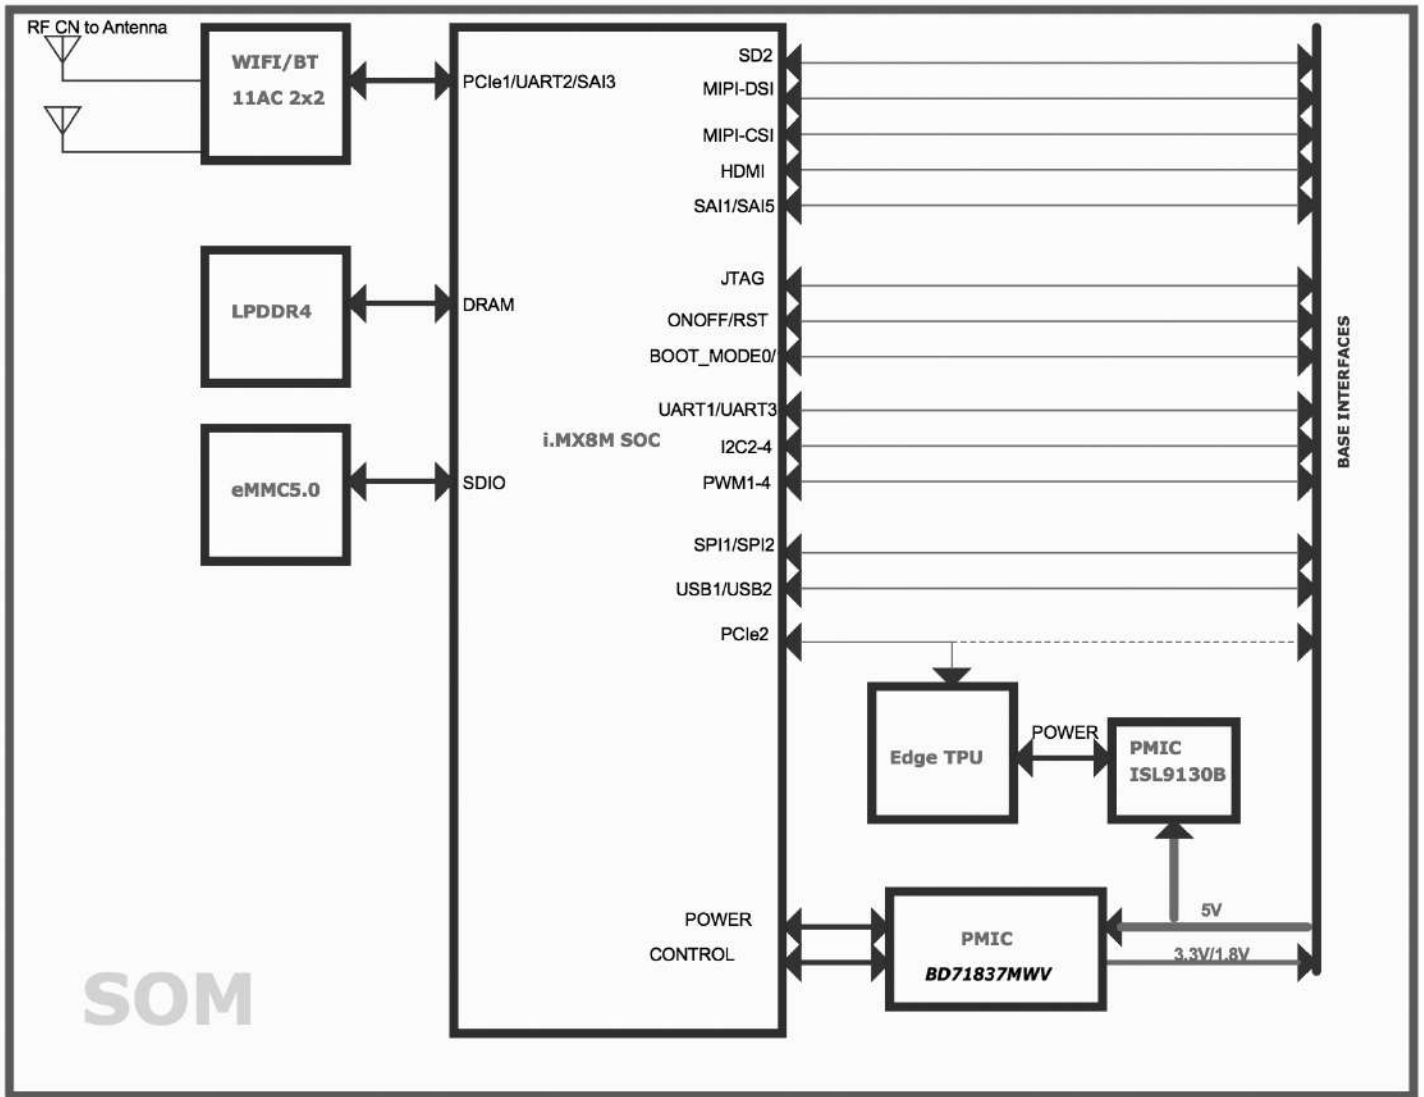 RF CN to Antenna
WIFI/BT
11AC 2x2
PCIe1/UART2/SAI3
LPDDR4
DRAM
eMMC5.0
SDIO
i.MX8M SOC
SD2
MIPI-DSI
MIPI-CSI
HDMI
SAI1/SAI5
JTAG
ONOFF/RST
BOOT_MODE0/
UART1/UART3
I2C2-4
PWM1-4
SPI1/SPI2
USB1/USB2
PCIe2
BASE INTERFACES
Edge TPU
POWER
PMIC
ISL9130B
POWER
CONTROL
PMIC
BD71837MWV
5V
3.3V/1.8V
SOM